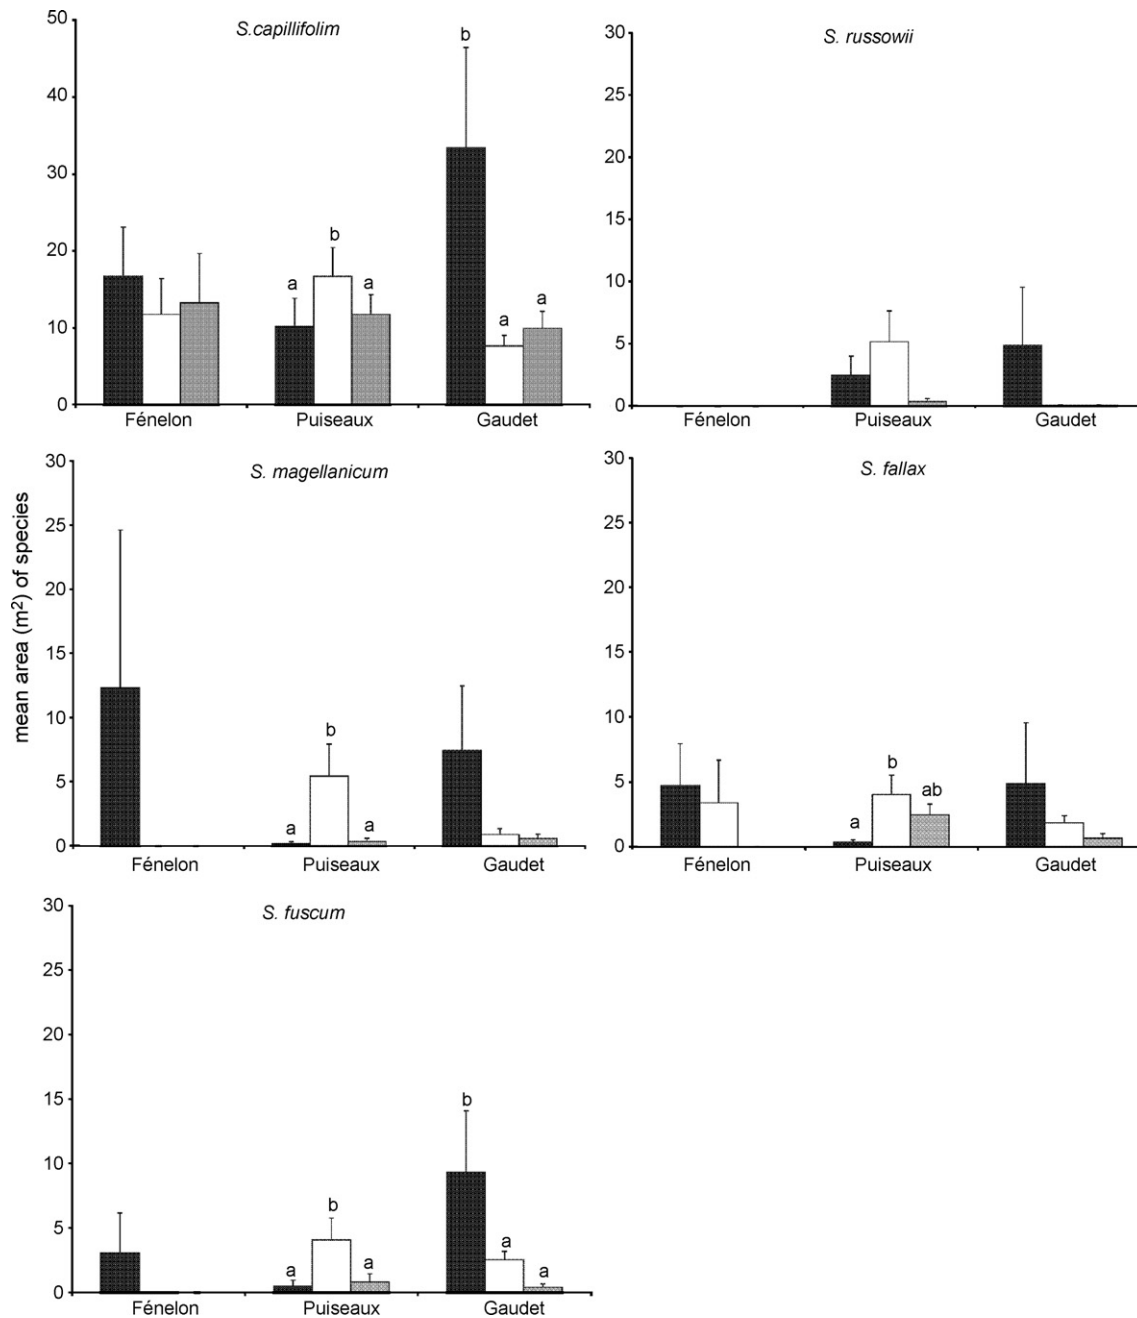 S.capillifolim
50
40
30
20
10
0
b
a
b
a
b
a
a
Fénelon Puiseaux Gaudet
S. russowii
30
25
20
15
10
5
0
Fénelon Puiseaux Gaudet
mean area (m²) of species
S. magellanicum
30
25
20
15
10
5
0
a
b
a
Fénelon Puiseaux Gaudet
S. fallax
30
25
20
15
10
5
0
a
b
ab
Fénelon Puiseaux Gaudet
S. fuscum
30
25
20
15
10
5
0
a
b
a
b
a
a
Fénelon Puiseaux Gaudet